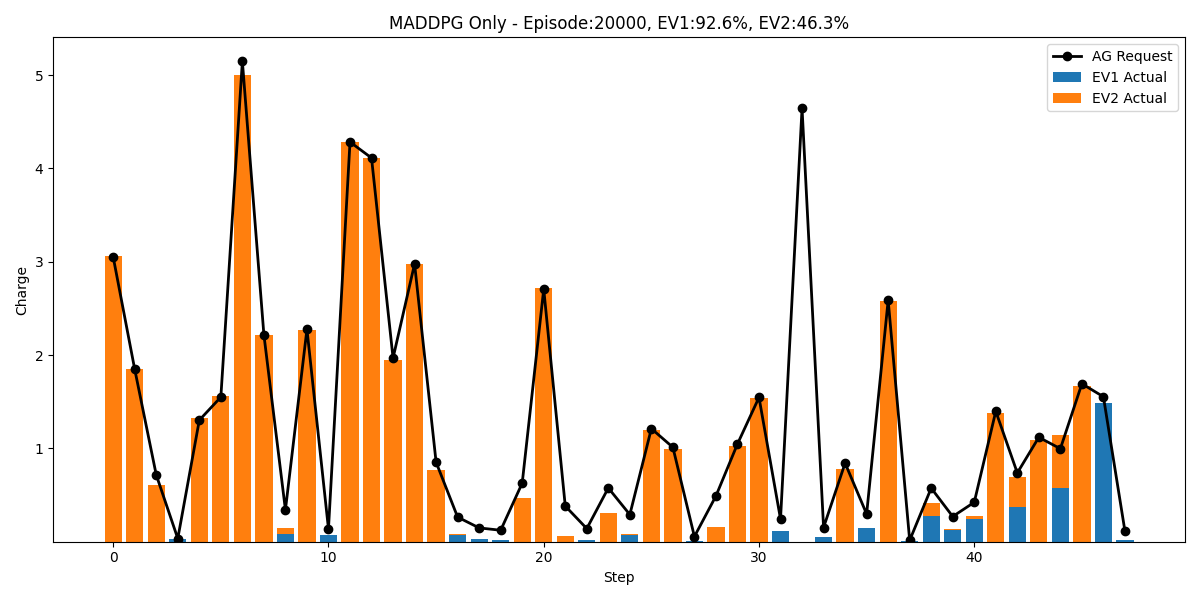 MADDPG Only - Episode:20000, EV1:92.6%, EV2:46.3%
AG Request
EV1 Actual
EV2 Actual
Charge
5
4
3
2
1
0
10
20
30
40
Step